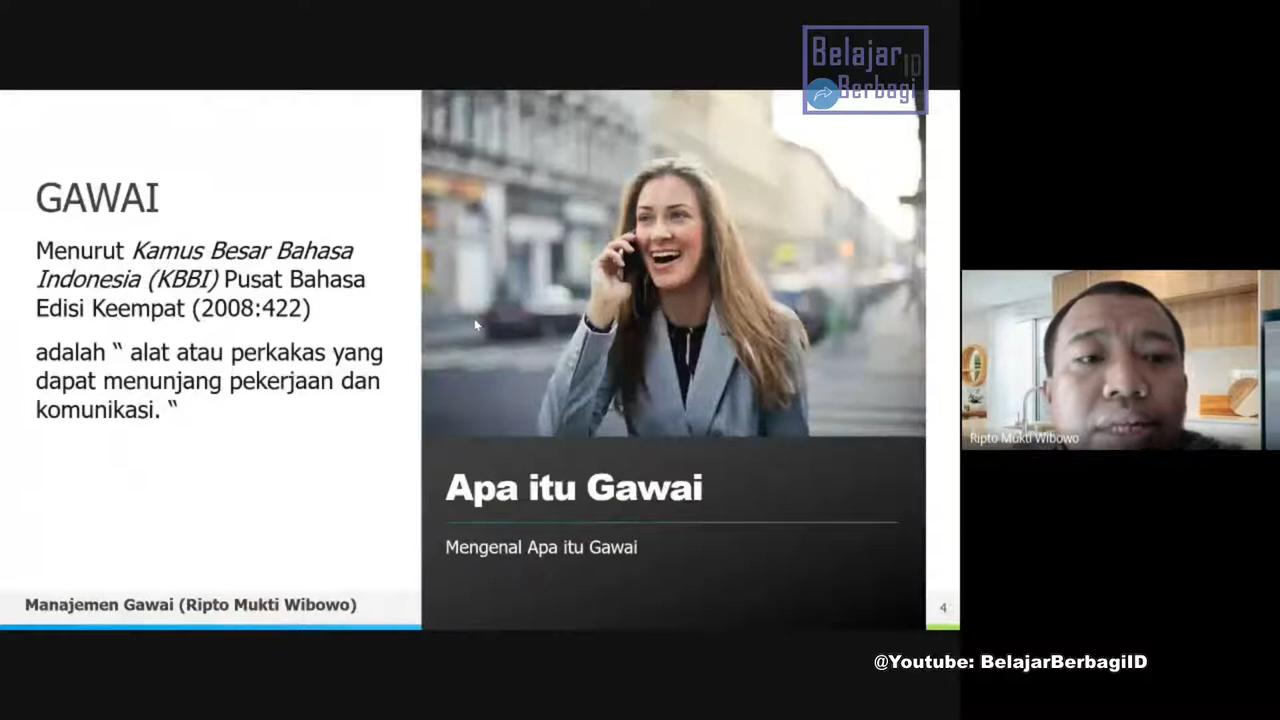 Belajar
ID
Berbagi
GAWAI
Menurut Kamus Besar Bahasa
Indonesia (KBBI) Pusat Bahasa
Edisi Keempat (2008:422)
adalah “ alat atau perkakas yang
dapat menunjang pekerjaan dan
komunikasi. “
Apa itu Gawai
Mengenal Apa itu Gawai
Manajemen Gawai (Ripto Mukti Wibowo)
4
Ripto Mukti Wibowo
@Youtube: BelajarBerbagiID